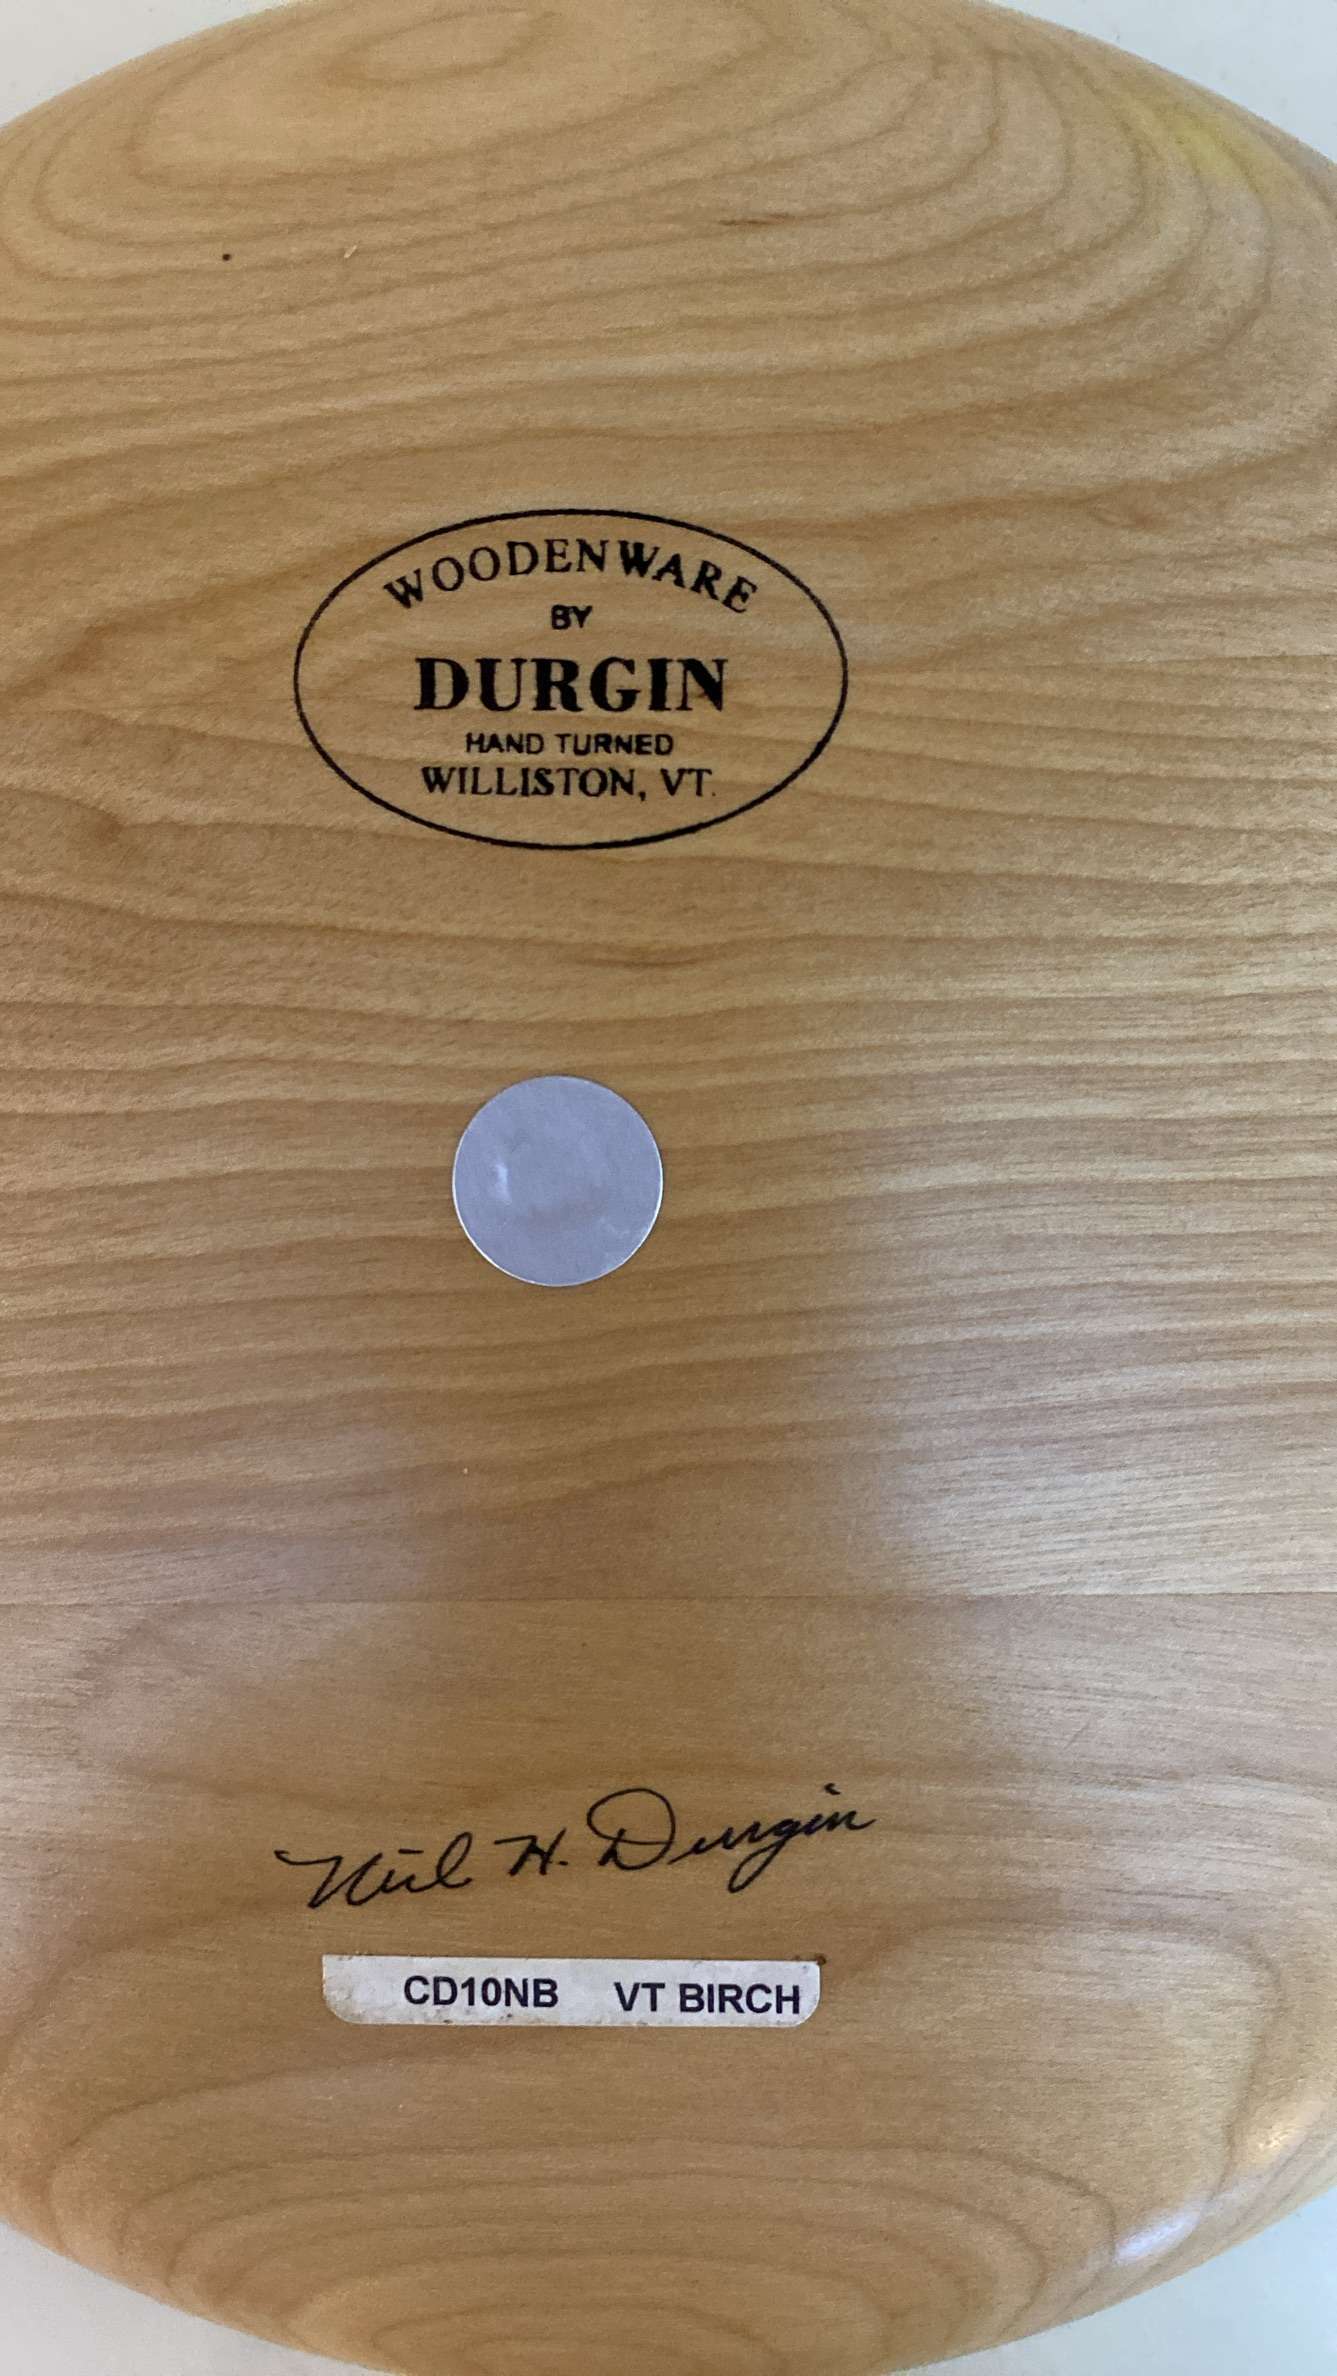 WOODENWARE
BY
DURGIN
HAND TURNED
WILLISTON, VT.
Neil H. Durgin
CD10NB VT BIRCH